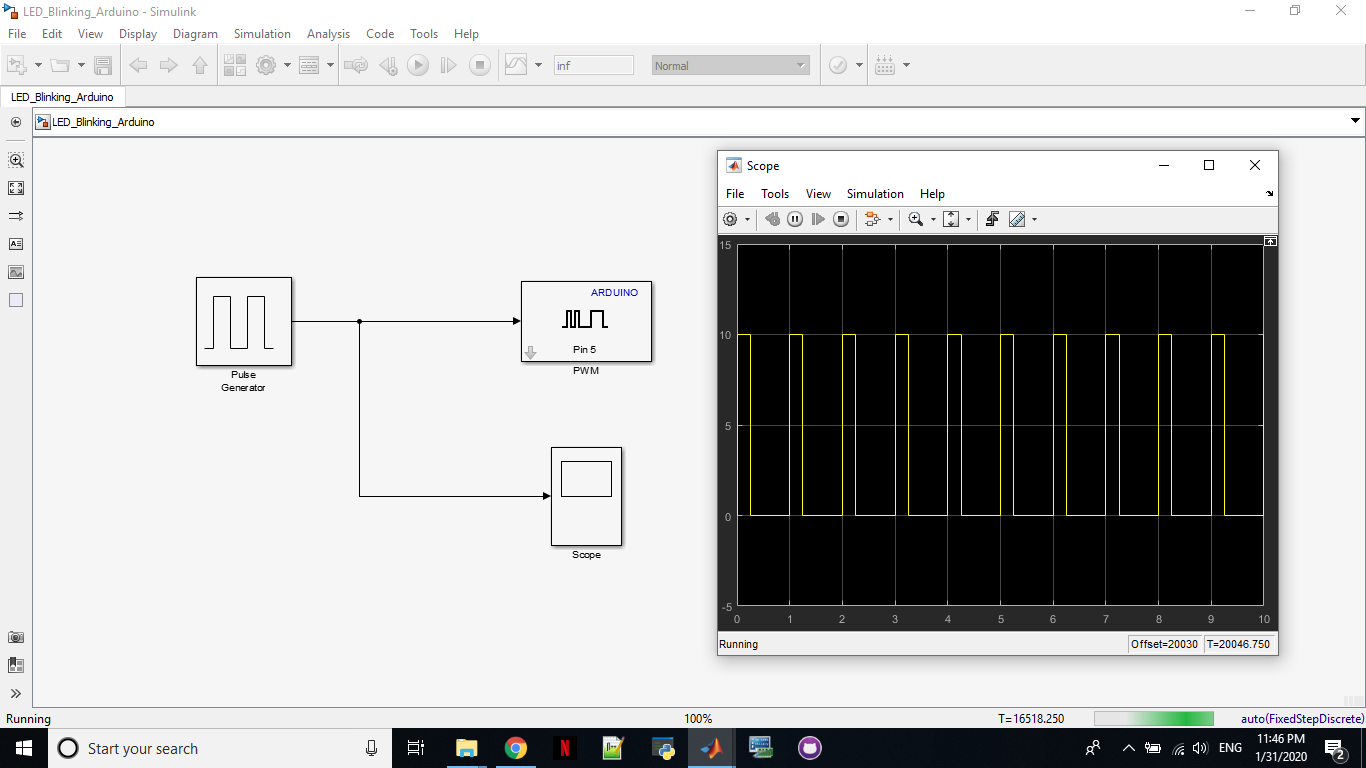 LED_Blinking_Arduino - Simulink
File Edit View Display Diagram Simulation Analysis Code Tools Help
inf Normal
LED_Blinking_Arduino
LED_Blinking_Arduino
Pulse
Generator
ARDUINO
Pin 5
PWM
Scope
Scope
File Tools View Simulation Help
15
10
5
0
-5
0 1 2 3 4 5 6 7 8 9 10
Running Offset=20030 T=20046.750
Running 100% T=16518.250 auto(FixedStepDiscrete)
Start your search
ENG
11:46 PM
1/31/2020
2